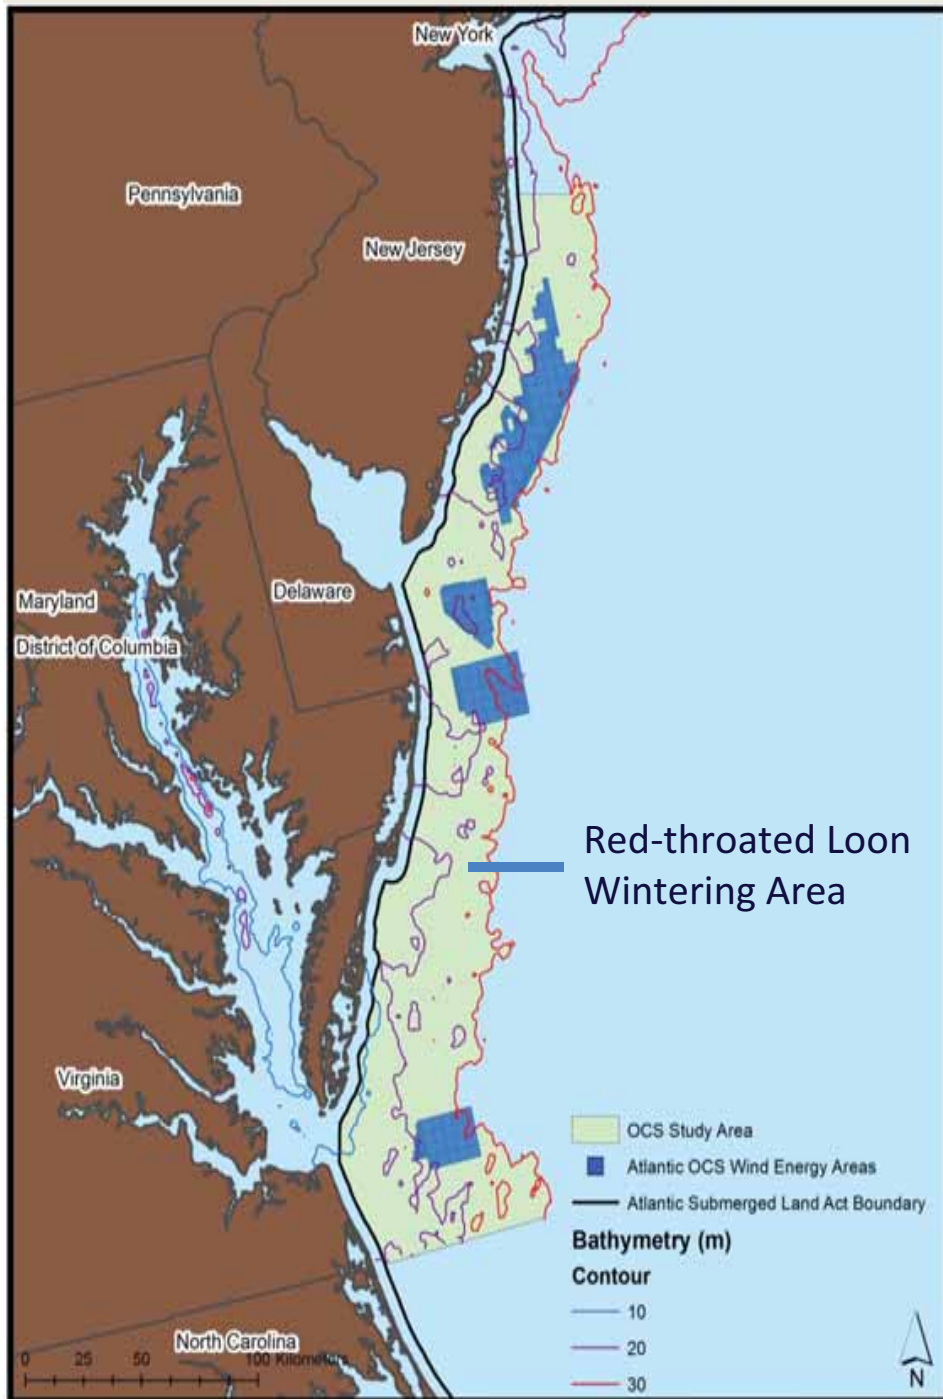 New York
Pennsylvania
New Jersey
Maryland
Delaware
District of Columbia
Red-throated Loon
Wintering Area
Virginia
OCS Study Area
Atlantic OCS Wind Energy Areas
Atlantic Submerged Land Act Boundary
Bathymetry (m)
Contour
10
20
30
North Carolina
0 25 50 100 Kilometers
N